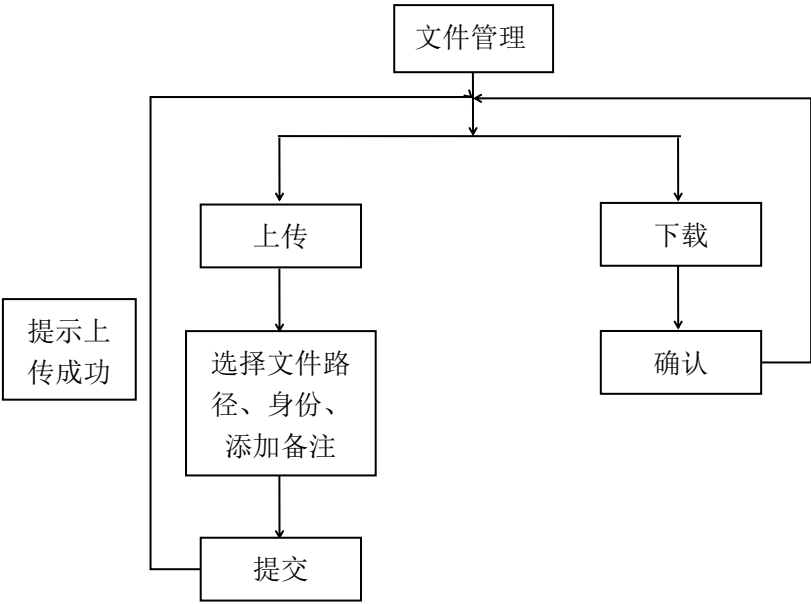 文件管理
上传
下载
提示上
传成功
选择文件路
径、身份、
添加备注
确认
提交